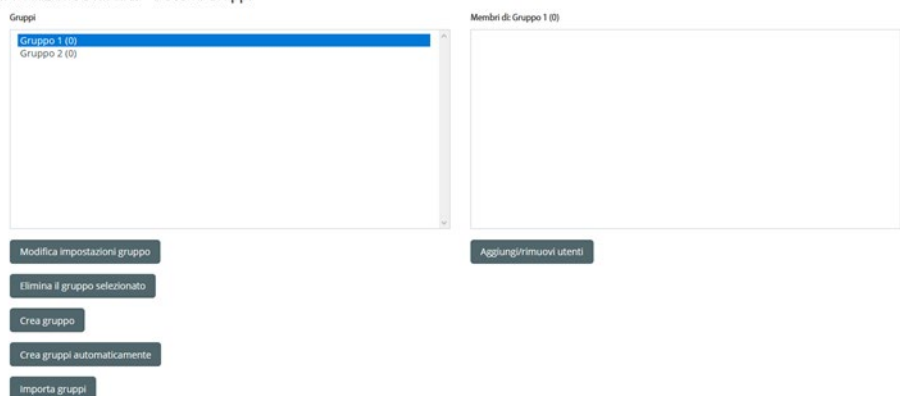 Gruppi
Membri di: Gruppo 1 (0)
Gruppo 1 (0)
Gruppo 2 (0)
Modifica impostazioni gruppo
Aggiungi/rimuovi utenti
Elimina il gruppo selezionato
Crea gruppo
Crea gruppi automaticamente
Importa gruppi